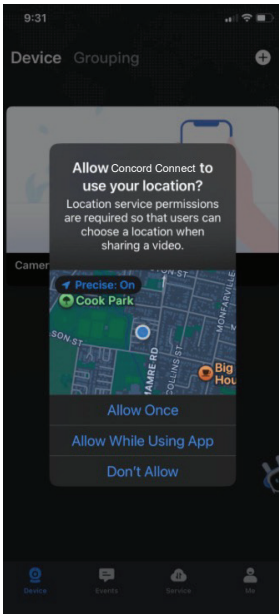 9:31
Device Grouping
Allow Concord Connect to
use your location?
Location service permissions
are required so that users can
choose a location when
sharing a video.
Camer
Precise: On
Cook Park
SON ST
MAMRE RD
COLLINS ST
MONFARVILLE
Big
Hou
Allow Once
Allow While Using App
Don't Allow
Device Events Service Me